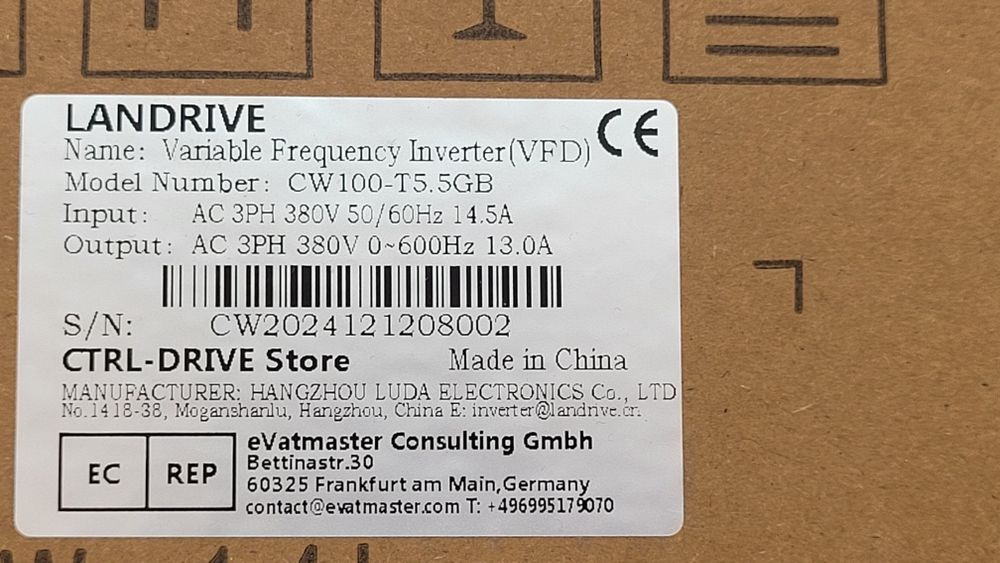 LANDRIVE
CE
Name: Variable Frequency Inverter(VFD)
Model Number: CW100-T5.5GB
Input: AC 3PH 380V 50/60Hz 14.5A
Output: AC 3PH 380V 0~600Hz 13.0A
S/N: CW2024121208002
CTRL-DRIVE Store Made in China
MANUFACTURER: HANGZHOU LUDA ELECTRONICS Co., LTD
No.1418-38, Moganshanlu, Hangzhou, China E: inverter@landrive.cn.
EC REP
eVatmaster Consulting Gmbh
Bettinastr.30
60325 Frankfurt am Main,Germany
contact@evatmaster.com T: +496995179070